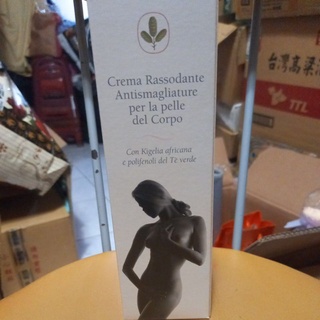 Crema Rassodante
Antismagliature
per la pelle
del Corpo
Con Kigelia africana
e polifenoli del Tè verde
台灣高粱
TTL